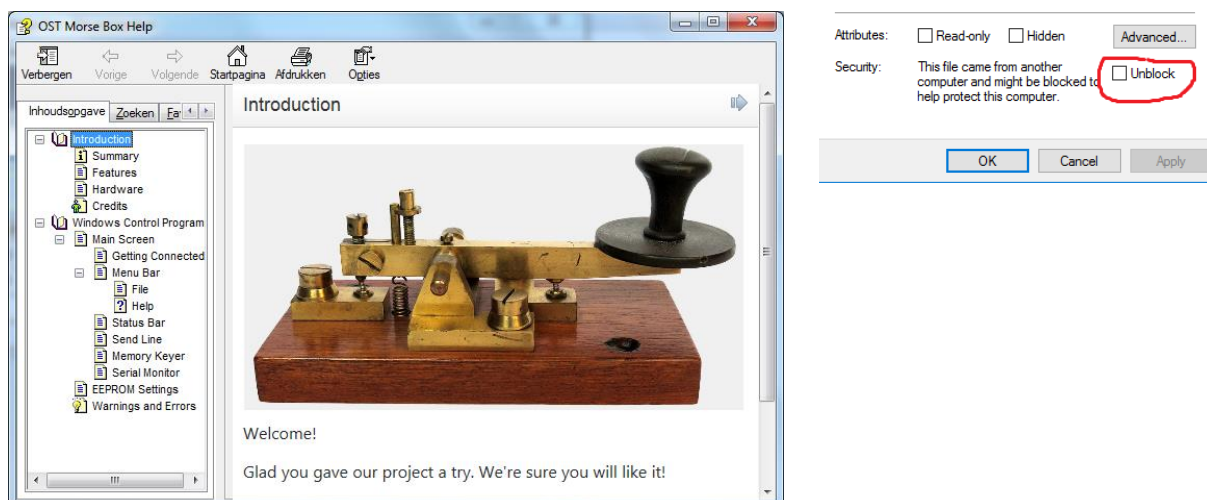 OST Morse Box Help
Verbergen Vorige Volgende Startpagina Afdrukken Opties
Inhoudsopgave Zoeken Fa
Introduction
Summary
Features
Hardware
Credits
Windows Control Program
Main Screen
Getting Connected
Menu Bar
File
Help
Status Bar
Send Line
Memory Keyer
Serial Monitor
EEPROM Settings
Warnings and Errors
Introduction
Welcome!
Glad you gave our project a try. We're sure you will like it!
Attributes: Read-only Hidden Advanced...
Security: This file came from another
computer and might be blocked to
help protect this computer.
Unblock
OK Cancel Apply